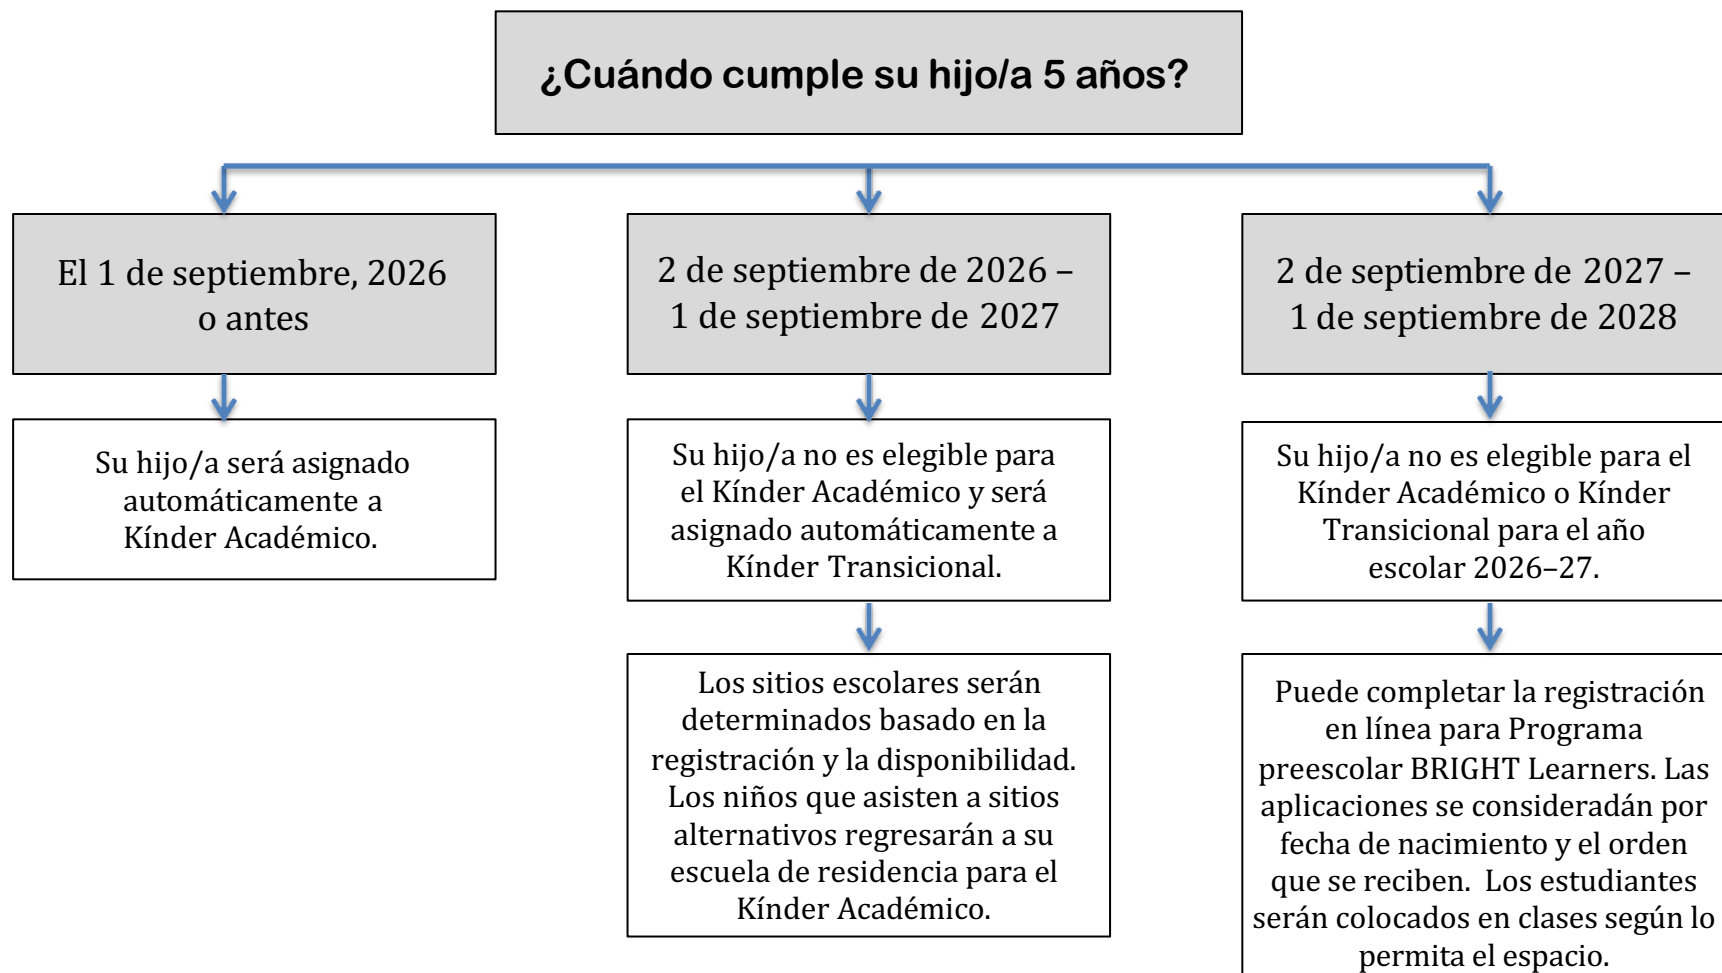 ¿Cuándo cumple su hijo/a 5 años?
El 1 de septiembre, 2026
o antes
2 de septiembre de 2026 –
1 de septiembre de 2027
2 de septiembre de 2027 –
1 de septiembre de 2028
Su hijo/a será asignado
automáticamente a
Kínder Académico.
Su hijo/a no es elegible para
el Kínder Académico y será
asignado automáticamente a
Kínder Transicional.
Su hijo/a no es elegible para el
Kínder Académico o Kínder
Transicional para el año
escolar 2026–27.
Los sitios escolares serán
determinados basado en la
registración y la disponibilidad.
Los niños que asisten a sitios
alternativos regresarán a su
escuela de residencia para el
Kínder Académico.
Puede completar la registración
en línea para Programa
preescolar BRIGHT Learners. Las
aplicaciones se consideradán por
fecha de nacimiento y el orden
que se reciben. Los estudiantes
serán colocados en clases según lo
permita el espacio.